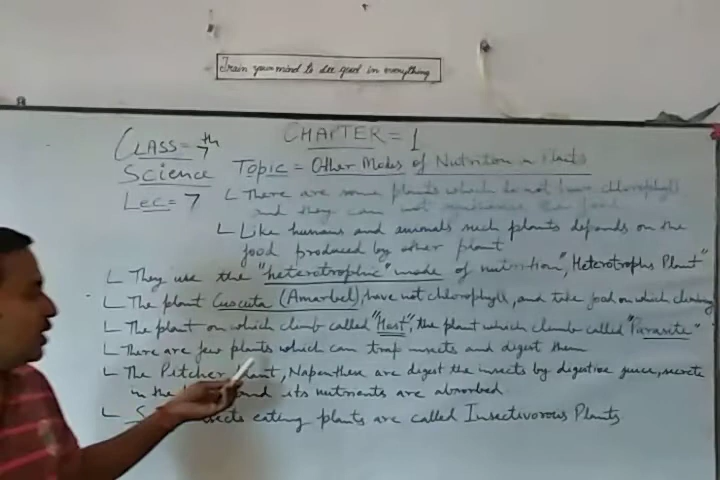 Train your mind to see good in everything
CHAPTER = 1
CLASS = 7th
Science Topic = Other Modes of Nutrition in Plants
Lec = 7
There are some plants which do not have chlorophyll
and they can not their food
Like humans and animals such plants depends on the
food produced by other plant
They use the "heterotrophic" mode of nutrition", Heterotrophs Plant"
The plant Cuscuta (Amarbel), have not chlorophyll, and take food on which climbing
The plant on which climb called "Host", the plant which climb called "Parasite"
There are few plants which can trap insects and digest them
The Pitcher Plant, Napenthese are digest the insects by digestive juice, secrete
in the and its nutrients are absorbed
eating plants are called Insectivorous Plants